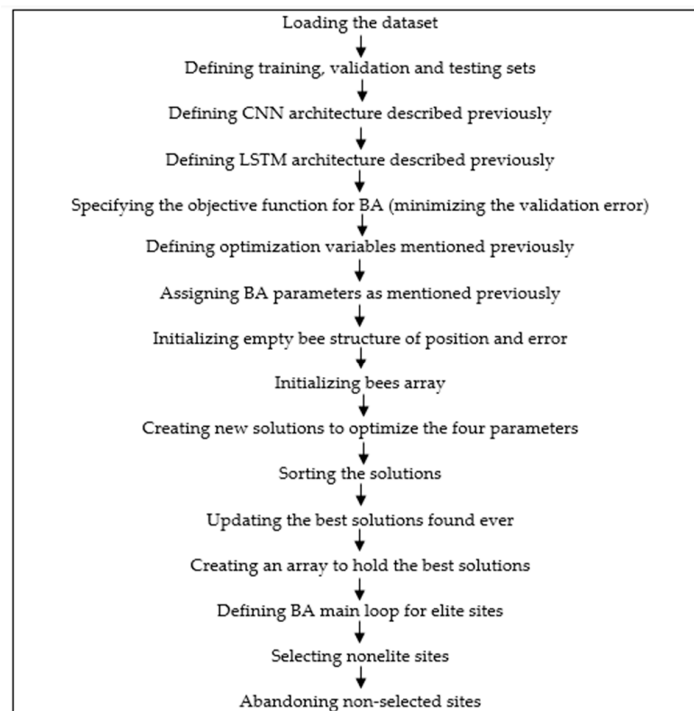 Loading the dataset
Defining training, validation and testing sets
Defining CNN architecture described previously
Defining LSTM architecture described previously
Specifying the objective function for BA (minimizing the validation error)
Defining optimization variables mentioned previously
Assigning BA parameters as mentioned previously
Initializing empty bee structure of position and error
Initializing bees array
Creating new solutions to optimize the four parameters
Sorting the solutions
Updating the best solutions found ever
Creating an array to hold the best solutions
Defining BA main loop for elite sites
Selecting nonelite sites
Abandoning non-selected sites